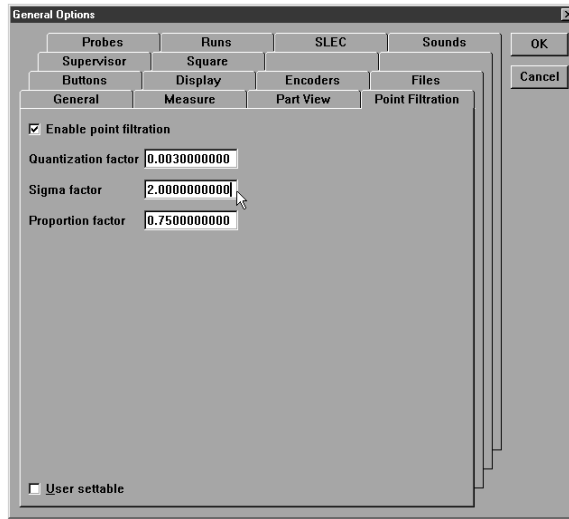 General Options
Probes Runs SLEC Sounds
Supervisor Square
Buttons Display Encoders Files
General Measure Part View Point Filtration
OK
Cancel
Enable point filtration
Quantization factor 0.0030000000
Sigma factor 2.0000000000
Proportion factor 0.7500000000
User settable